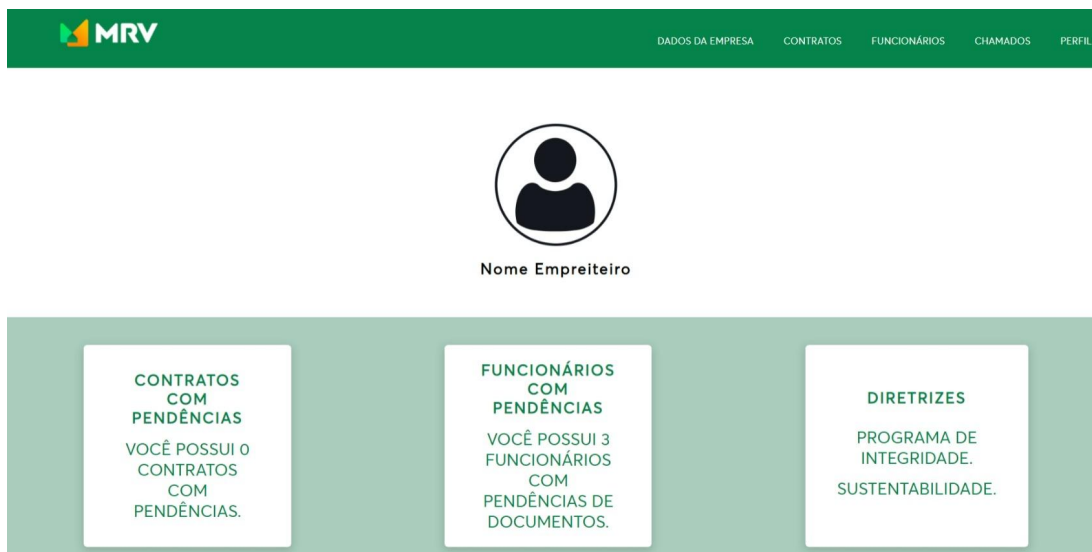 MRV
DADOS DA EMPRESA CONTRATOS FUNCIONÁRIOS CHAMADOS PERFIL
Nome Empreiteiro
CONTRATOS
COM
PENDÊNCIAS
VOCÊ POSSUI 0
CONTRATOS
COM
PENDÊNCIAS.
FUNCIONÁRIOS
COM
PENDÊNCIAS
VOCÊ POSSUI 3
FUNCIONÁRIOS
COM
PENDÊNCIAS DE
DOCUMENTOS.
DIRETRIZES
PROGRAMA DE
INTEGRIDADE.
SUSTENTABILIDADE.